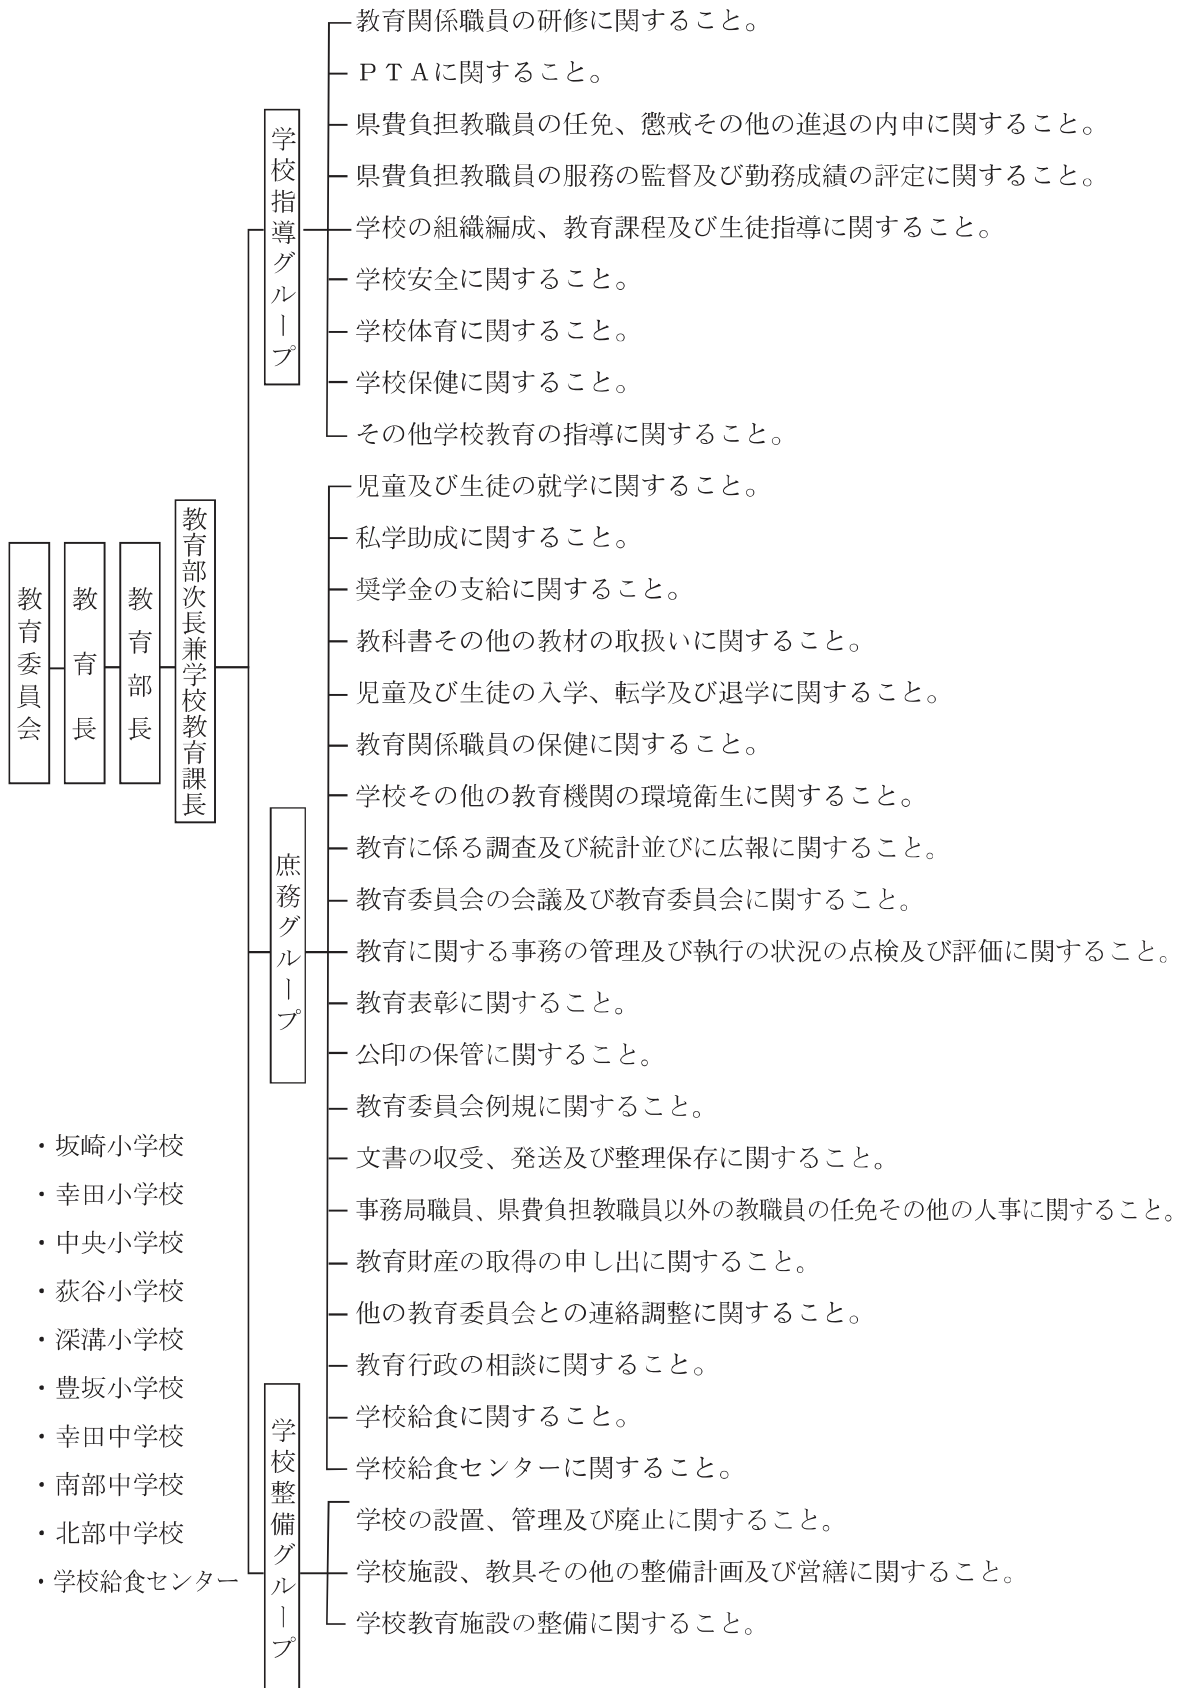 教育委員会
教育長
教育部長
教育部次長兼学校教育課長
学校指導グループ
教育関係職員の研修に関すること。
ＰＴＡに関すること。
県費負担教職員の任免、懲戒その他の進退の内申に関すること。
県費負担教職員の服務の監督及び勤務成績の評定に関すること。
学校の組織編成、教育課程及び生徒指導に関すること。
学校安全に関すること。
学校体育に関すること。
学校保健に関すること。
その他学校教育の指導に関すること。
庶務グループ
児童及び生徒の就学に関すること。
私学助成に関すること。
奨学金の支給に関すること。
教科書その他の教材の取扱いに関すること。
児童及び生徒の入学、転学及び退学に関すること。
教育関係職員の保健に関すること。
学校その他の教育機関の環境衛生に関すること。
教育に係る調査及び統計並びに広報に関すること。
教育委員会の会議及び教育委員会に関すること。
教育に関する事務の管理及び執行の状況の点検及び評価に関すること。
教育表彰に関すること。
公印の保管に関すること。
教育委員会例規に関すること。
文書の収受、発送及び整理保存に関すること。
事務局職員、県費負担教職員以外の教職員の任免その他の人事に関すること。
教育財産の取得の申し出に関すること。
他の教育委員会との連絡調整に関すること。
教育行政の相談に関すること。
学校給食に関すること。
学校給食センターに関すること。
学校整備グループ
学校の設置、管理及び廃止に関すること。
学校施設、教具その他の整備計画及び営繕に関すること。
学校教育施設の整備に関すること。
・坂崎小学校
・幸田小学校
・中央小学校
・荻谷小学校
・深溝小学校
・豊坂小学校
・幸田中学校
・南部中学校
・北部中学校
・学校給食センター